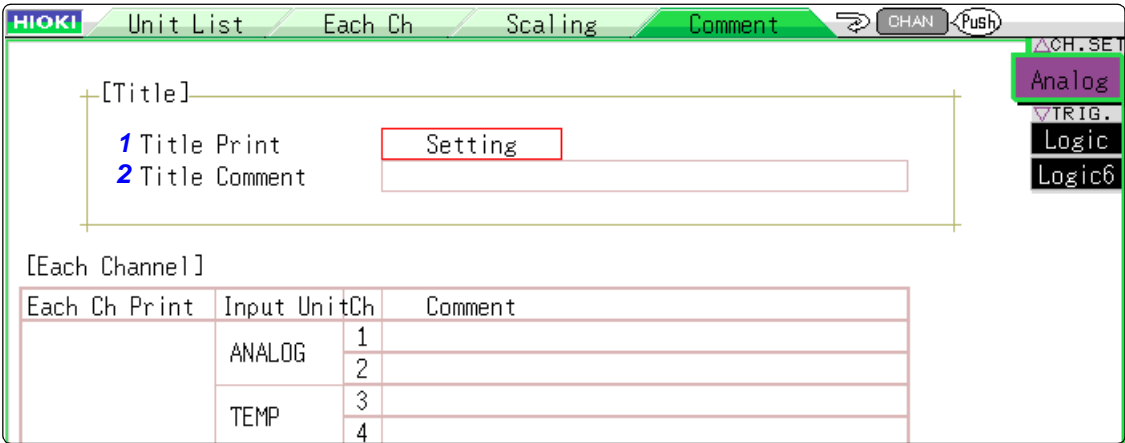 HIOKI Unit List Each Ch Scaling Comment CHAN Push
△CH.SET
Analog
▽TRIG.
Logic
Logic6
[Title]
1 Title Print Setting
2 Title Comment
[Each Channel]
Each Ch Print Input Unit Ch Comment
ANALOG 1
2
TEMP 3
4